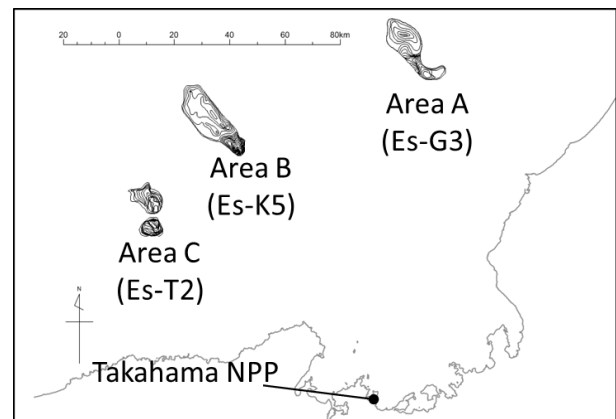 20 0 20 40 60 80km
Area A
(Es-G3)
Area B
(Es-K5)
Area C
(Es-T2)
N
Takahama NPP